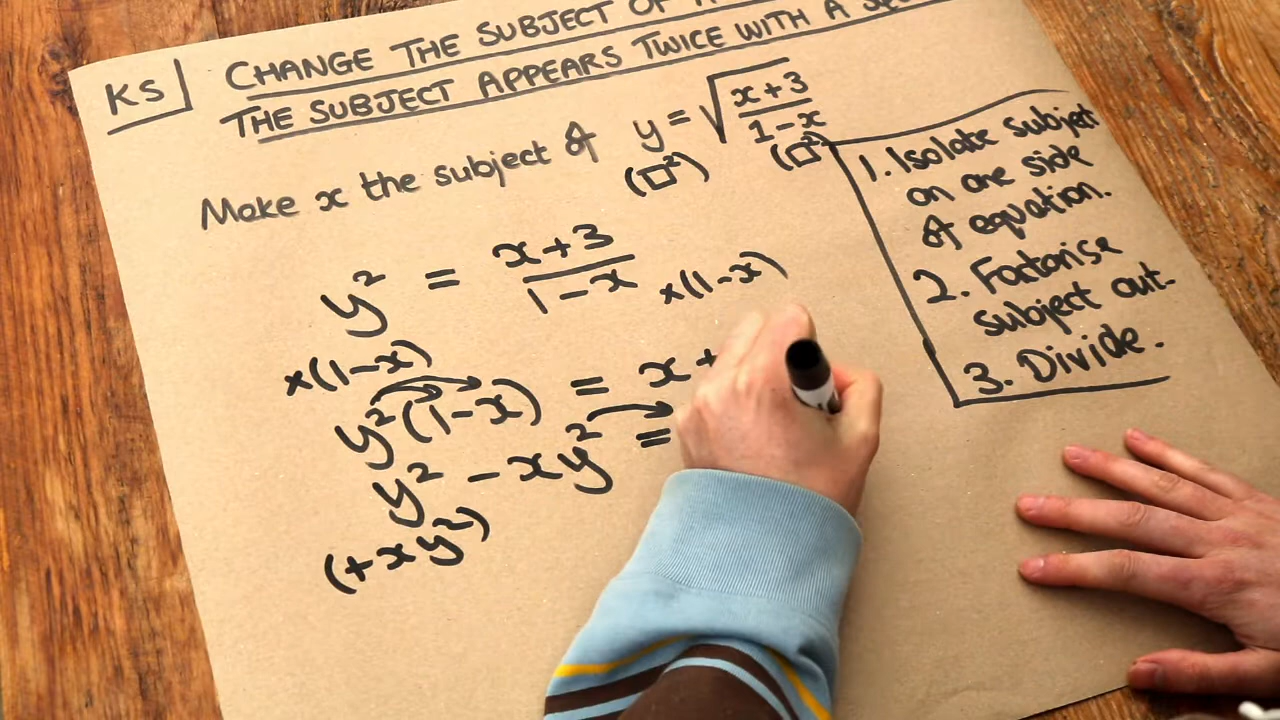 KS CHANGE THE SUBJECT OF
THE SUBJECT APPEARS TWICE WITH A
Make x the subject of y = √((x+3)/(1-x))
(□²) (□²)
y² = (x+3)/(1-x) ×(1-x)
×(1-x)
y²(1-x) = x+
y² - xy² =
(+xy²)
1. Isolate subject
on one side
of equation.
2. Factorise
subject out.
3. Divide.